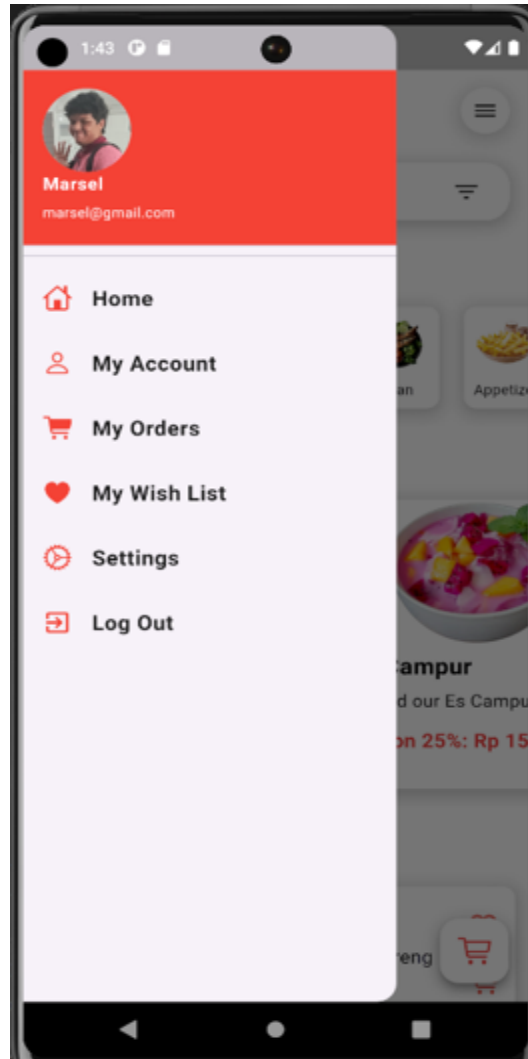 1:43
Marsel
marsel@gmail.com
Home
My Account
My Orders
My Wish List
Settings
Log Out
an
Appetize
Campur
d our Es Campu
on 25%: Rp 15
reng